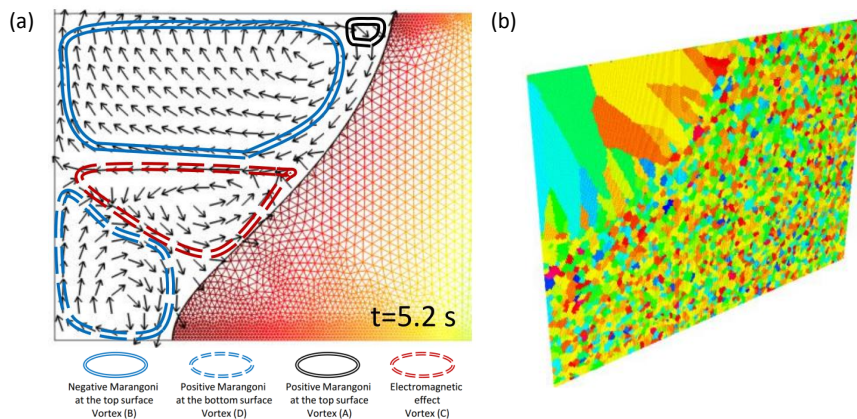 (a)
(b)
t=5.2 s
Negative Marangoni
at the top surface
Vortex (B)
Positive Marangoni
at the bottom surface
Vortex (D)
Positive Marangoni
at the top surface
Vortex (A)
Electromagnetic
effect
Vortex (C)